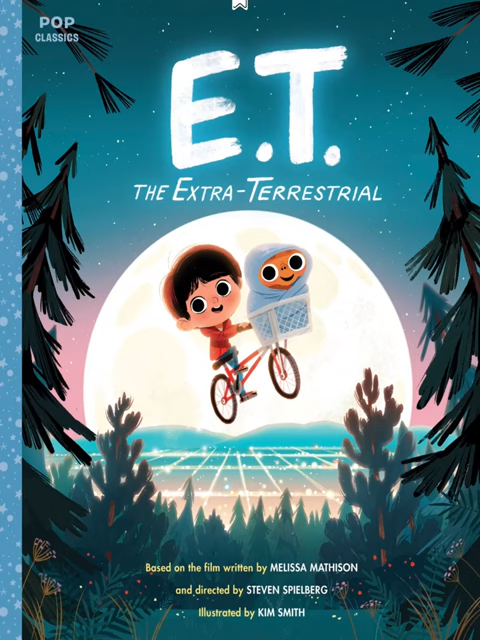 POP
CLASSICS
E.T.
THE EXTRA-TERRESTRIAL
Based on the film written by MELISSA MATHISON
and directed by STEVEN SPIELBERG
Illustrated by KIM SMITH